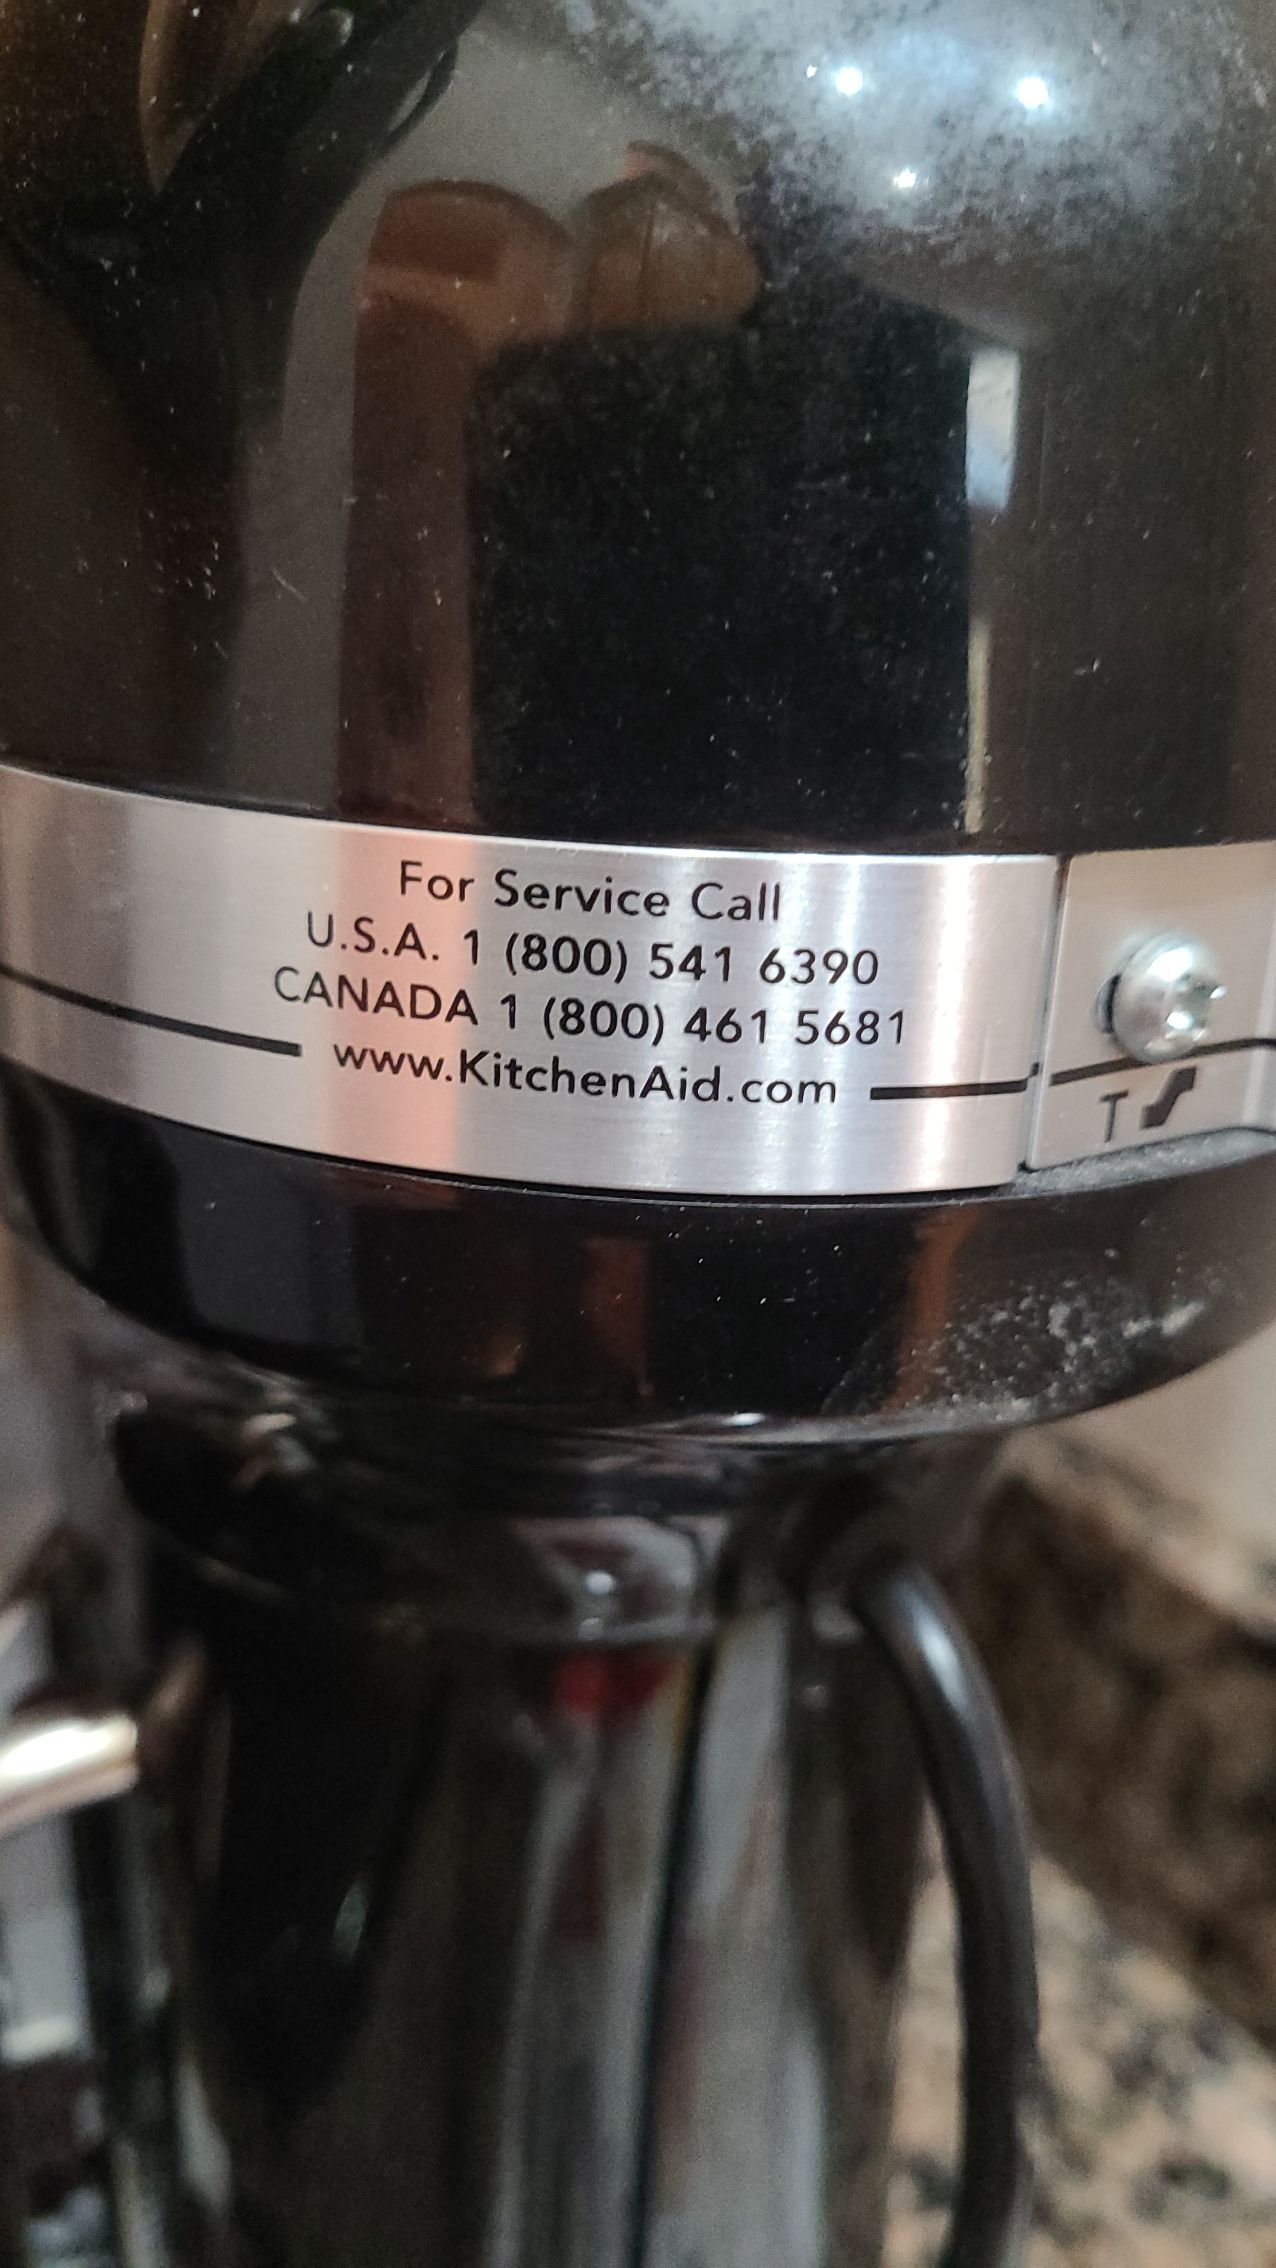 For Service Call
U.S.A. 1 (800) 541 6390
CANADA 1 (800) 461 5681
www.KitchenAid.com
T